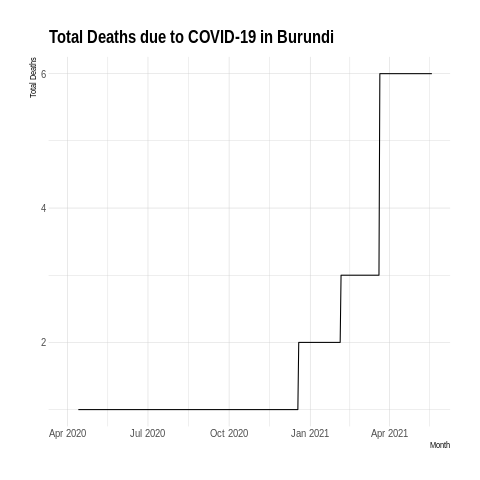 Total Deaths due to COVID-19 in Burundi
Total Deaths
6
4
2
Apr 2020 Jul 2020 Oct 2020 Jan 2021 Apr 2021
Month